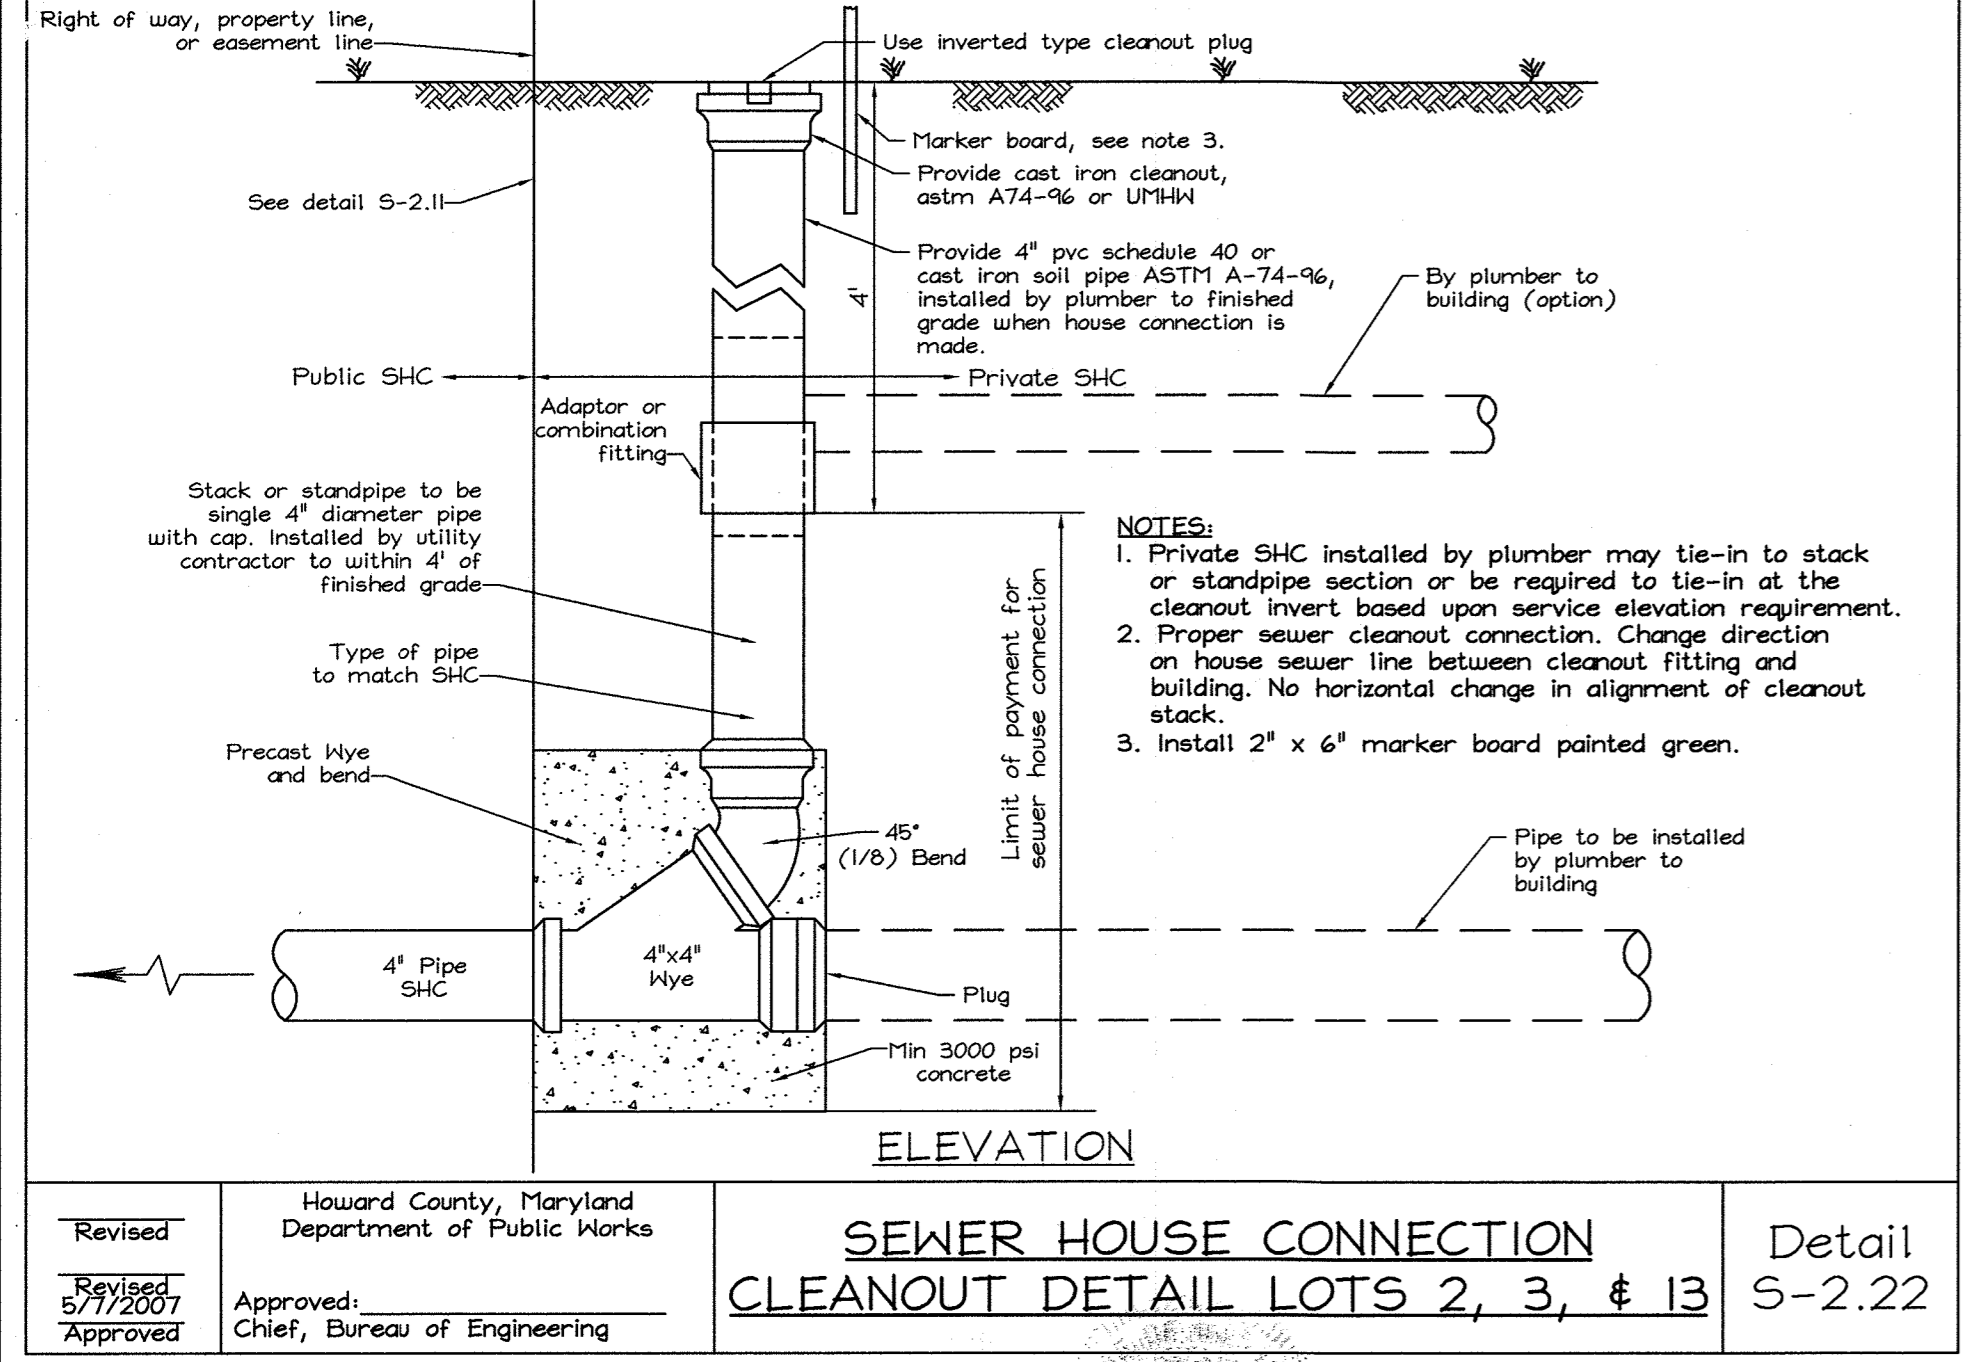 Right of way, property line,
or easement line
Use inverted type cleanout plug
Marker board, see note 3.
Provide cast iron cleanout,
astm A74-96 or UMHW
See detail S-2.11
Provide 4" pvc schedule 40 or
cast iron soil pipe ASTM A-74-96,
installed by plumber to finished
grade when house connection is
made.
4'
By plumber to
building (option)
Public SHC
Private SHC
Adaptor or
combination
fitting
Stack or standpipe to be
single 4" diameter pipe
with cap. Installed by utility
contractor to within 4' of
finished grade
Type of pipe
to match SHC
Precast Wye
and bend
Limit of payment for
sewer house connection
NOTES:
1. Private SHC installed by plumber may tie-in to stack
or standpipe section or be required to tie-in at the
cleanout invert based upon service elevation requirement.
2. Proper sewer cleanout connection. Change direction
on house sewer line between cleanout fitting and
building. No horizontal change in alignment of cleanout
stack.
3. Install 2" x 6" marker board painted green.
45°
(1/8) Bend
Pipe to be installed
by plumber to
building
4" Pipe
SHC
4"x4"
Wye
Plug
Min 3000 psi
concrete
ELEVATION
Revised
Revised
5/7/2007
Approved
Howard County, Maryland
Department of Public Works
Approved:
Chief, Bureau of Engineering
SEWER HOUSE CONNECTION
CLEANOUT DETAIL LOTS 2, 3, & 13
Detail
S-2.22